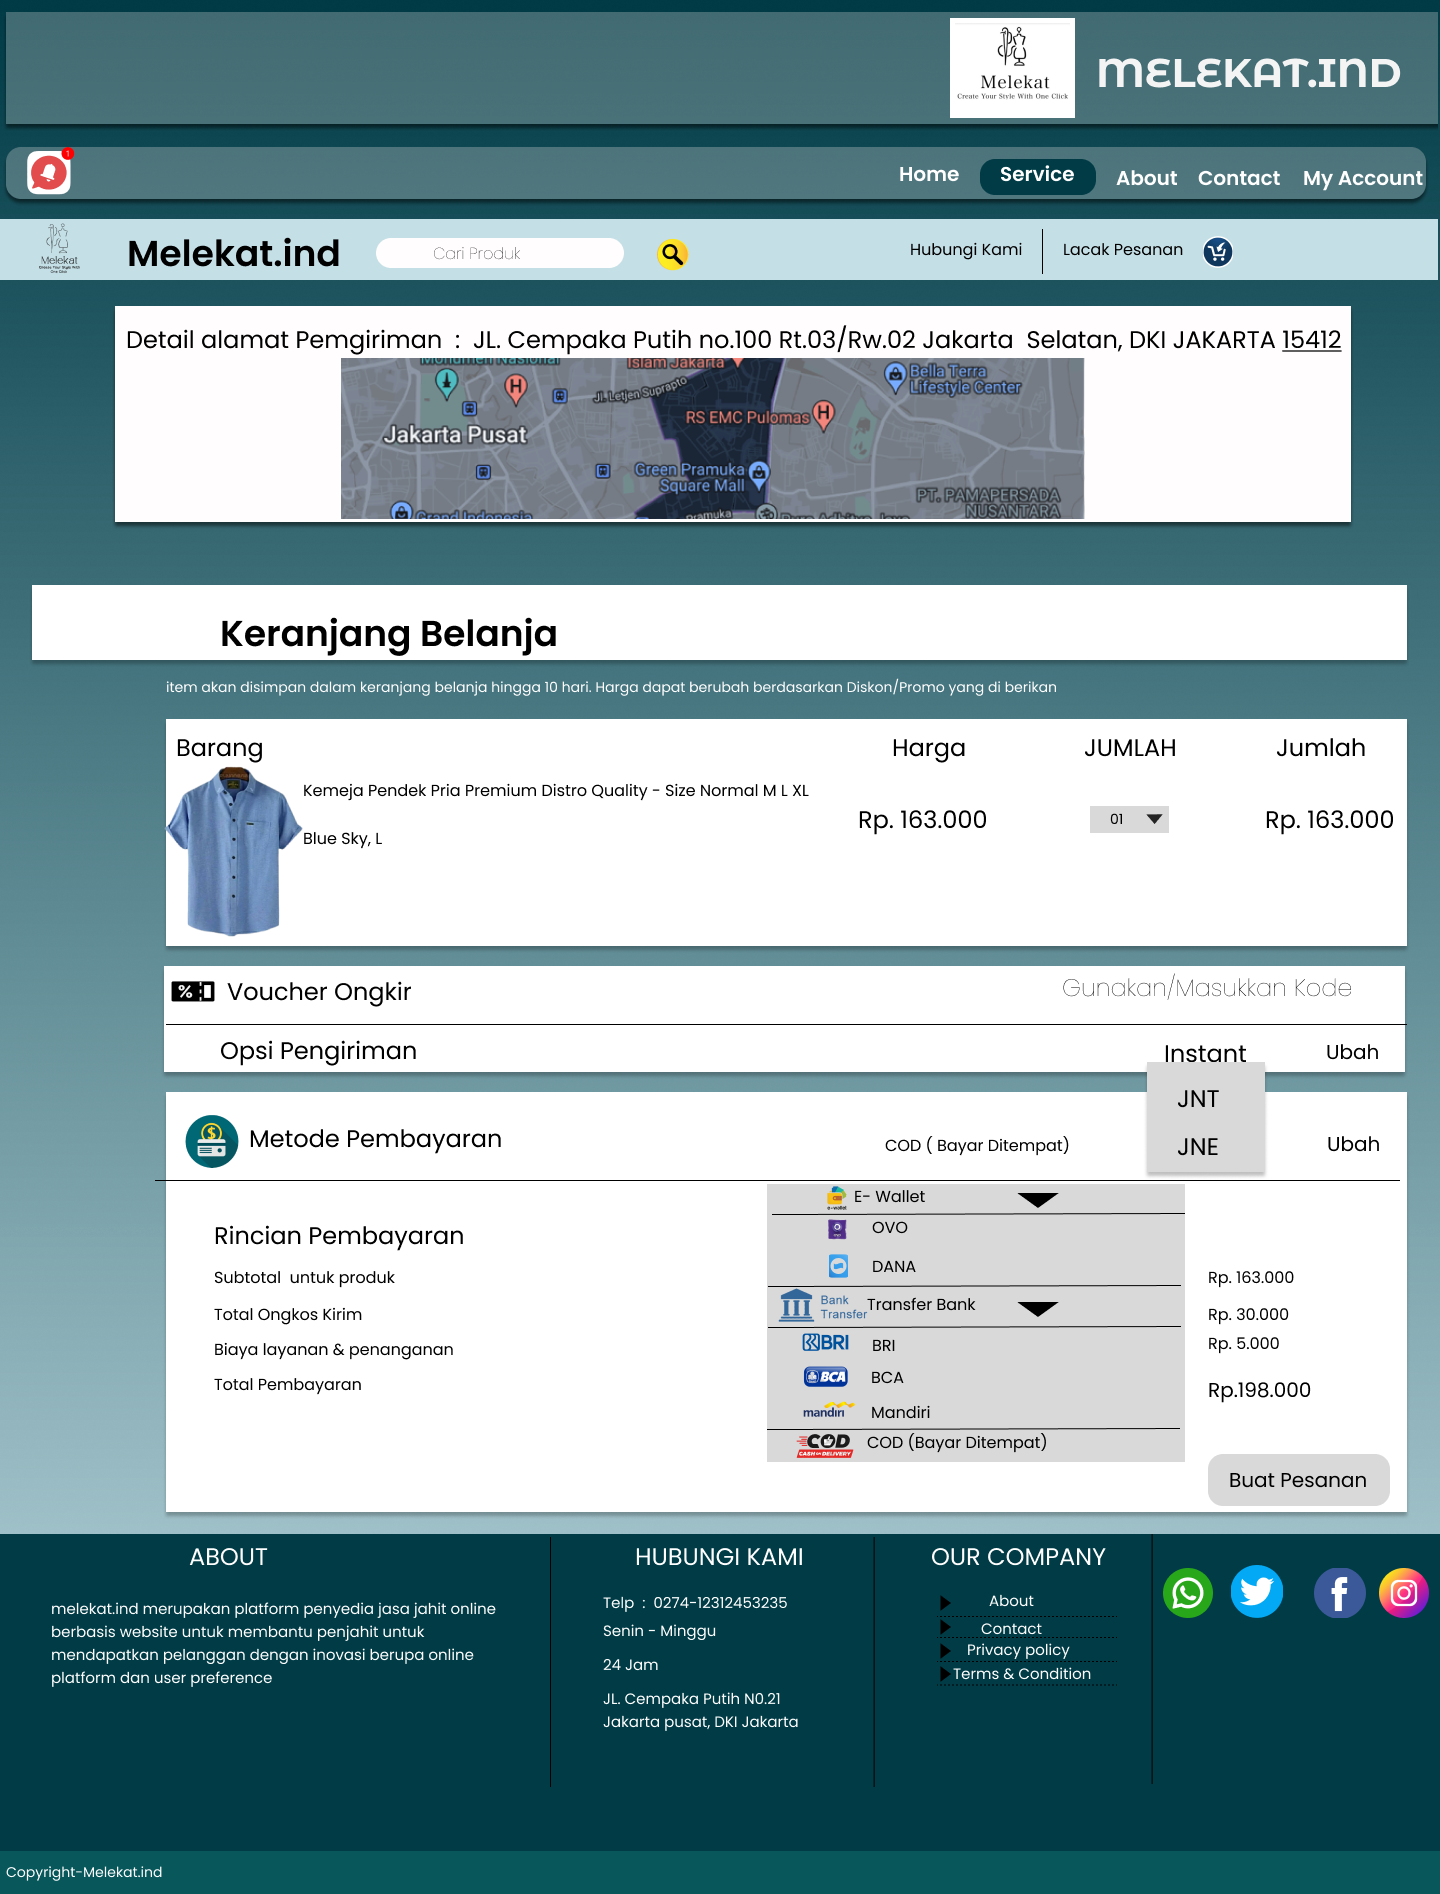 Melekat
Create Your Style With One Click
MELEKAT.IND
1
Home
Service
About
Contact
My Account
Melekat
Create Your Style With
One Click
Melekat.ind
Cari Produk
Hubungi Kami
Lacak Pesanan
Detail alamat Pemgiriman : JL. Cempaka Putih no.100 Rt.03/Rw.02 Jakarta Selatan, DKI JAKARTA 15412
Monumen Nasional
Islam Jakarta
Jl. Letjen Suprapto
Bella Terra
Lifestyle Center
H
RS EMC Pulomas
H
Jakarta Pusat
Green Pramuka
Square Mall
PT. PAMAPERSADA
NUSANTARA
Grand Indonesia
Pramuka
Keranjang Belanja
item akan disimpan dalam keranjang belanja hingga 10 hari. Harga dapat berubah berdasarkan Diskon/Promo yang di berikan
Barang
Harga
JUMLAH
Jumlah
Kemeja Pendek Pria Premium Distro Quality - Size Normal M L XL
Rp. 163.000
01
Rp. 163.000
Blue Sky, L
%
Voucher Ongkir
Gunakan/Masukkan Kode
Opsi Pengiriman
Instant
Ubah
JNT
JNE
$
Metode Pembayaran
COD ( Bayar Ditempat)
Ubah
e-wallet
E- Wallet
OVO
DANA
Bank
Transfer
Transfer Bank
BRI
BRI
BCA
BCA
mandiri
Mandiri
COD
CASH ON DELIVERY
COD (Bayar Ditempat)
Rincian Pembayaran
Subtotal untuk produk
Rp. 163.000
Total Ongkos Kirim
Rp. 30.000
Biaya layanan & penanganan
Rp. 5.000
Total Pembayaran
Rp.198.000
Buat Pesanan
ABOUT
melekat.ind merupakan platform penyedia jasa jahit online
berbasis website untuk membantu penjahit untuk
mendapatkan pelanggan dengan inovasi berupa online
platform dan user preference
HUBUNGI KAMI
Telp : 0274-12312453235
Senin - Minggu
24 Jam
JL. Cempaka Putih N0.21
Jakarta pusat, DKI Jakarta
OUR COMPANY
About
Contact
Privacy policy
Terms & Condition
f
Copyright-Melekat.ind